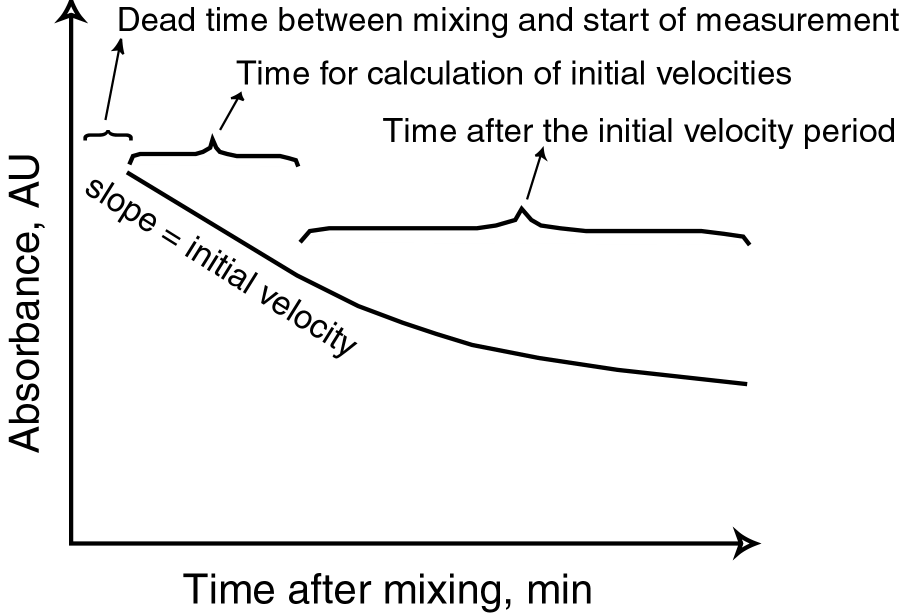 Dead time between mixing and start of measurement
Time for calculation of initial velocities
Time after the initial velocity period
slope = initial velocity
Absorbance, AU
Time after mixing, min